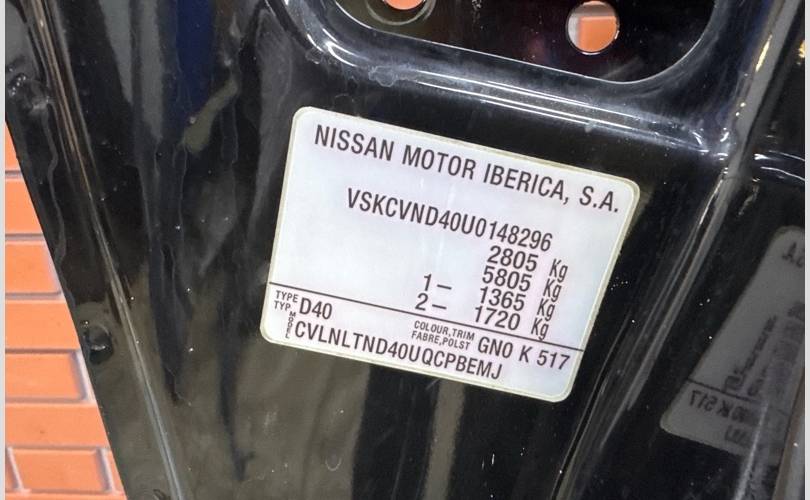 NISSAN MOTOR IBERICA, S.A.
VSKCVND40U0148296
2805 Kg
5805 Kg
1– 1365 Kg
2– 1720 Kg
TYPE
TYP D40
COLOUR,TRIM
FABRE,POLST GN0 K 517
MODEL CVLNLTND40UQCPBEMJ
K 517